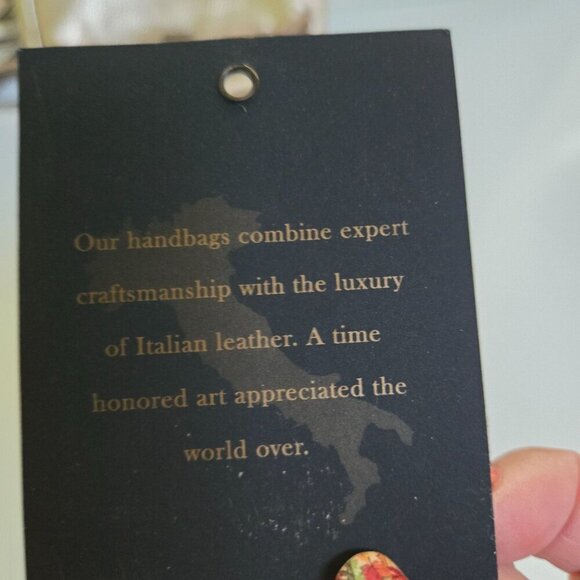 Our handbags combine expert
craftsmanship with the luxury
of Italian leather. A time
honored art appreciated the
world over.